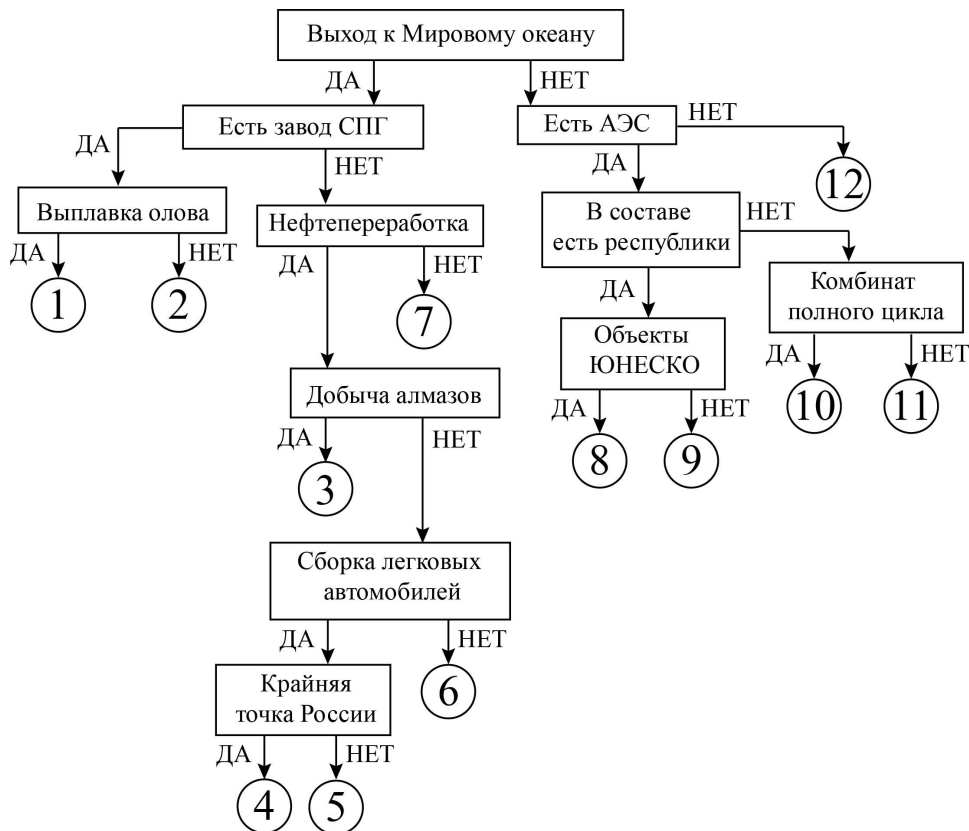 Выход к Мировому океану
ДА
НЕТ
Есть завод СПГ
Есть АЭС
НЕТ
ДА
НЕТ
ДА
12
Выплавка олова
Нефтепереработка
В составе
есть республики
НЕТ
ДА
НЕТ
ДА
НЕТ
ДА
Комбинат
полного цикла
1
2
7
Объекты
ЮНЕСКО
ДА
НЕТ
Добыча алмазов
ДА
НЕТ
10
11
ДА
НЕТ
8
9
3
Сборка легковых
автомобилей
ДА
НЕТ
Крайняя
точка России
6
ДА
НЕТ
4
5